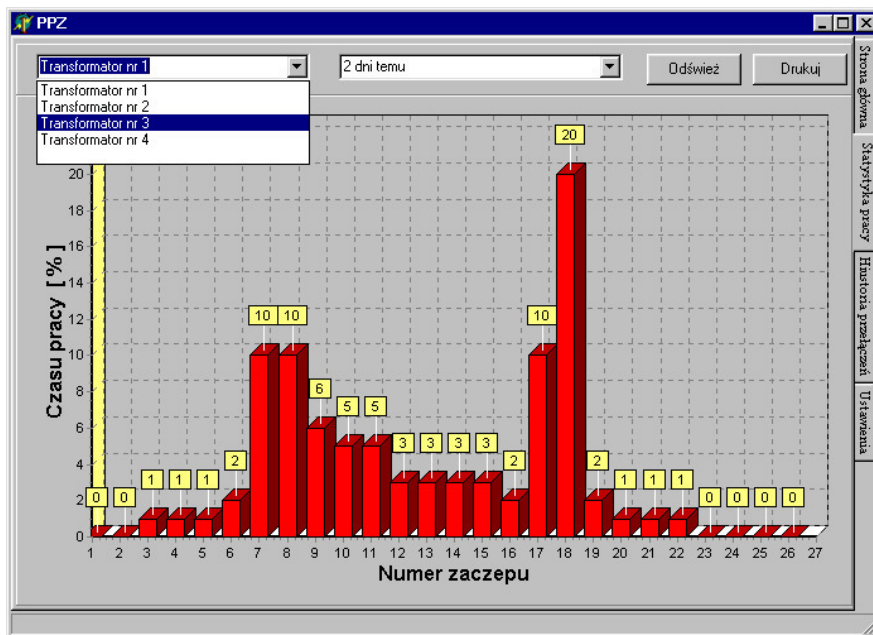 PPZ
Transformator nr 1
2 dni temu
Odśwież
Drukuj
Transformator nr 1
Transformator nr 2
Transformator nr 3
Transformator nr 4
Strona główna
Statystyka pracy
Hiustoria przełączeń
Ustawienia
Czasu pracy [ % ]
20
18
16
14
12
10
8
6
4
2
0
0 0 1 1 1 2 10 10 6 5 5 3 3 3 3 2 10 20 2 1 1 1 0 0 0 0
1 2 3 4 5 6 7 8 9 10 11 12 13 14 15 16 17 18 19 20 21 22 23 24 25 26 27
Numer zaczepu